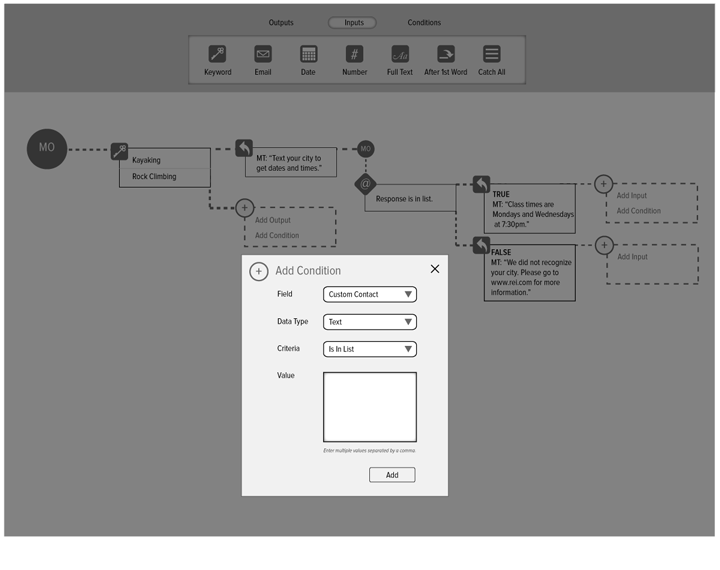 Outputs
Inputs
Conditions
#
Aa
Keyword
Email
Date
Number
Full Text
After 1st Word
Catch All
MO
Kayaking
Rock Climbing
MT: “Text your city to
get dates and times.”
MO
+
Add Output
Add Condition
@
Response is in list.
TRUE
MT: “Class times are
Mondays and Wednesdays
at 7:30pm.”
+
Add Input
Add Condition
FALSE
MT: “We did not recognize
your city. Please go to
www.rei.com for more
information.”
+
Add Input
+ Add Condition
Field
Custom Contact
Data Type
Text
Criteria
Is In List
Value
Enter multiple values separated by a comma.
Add